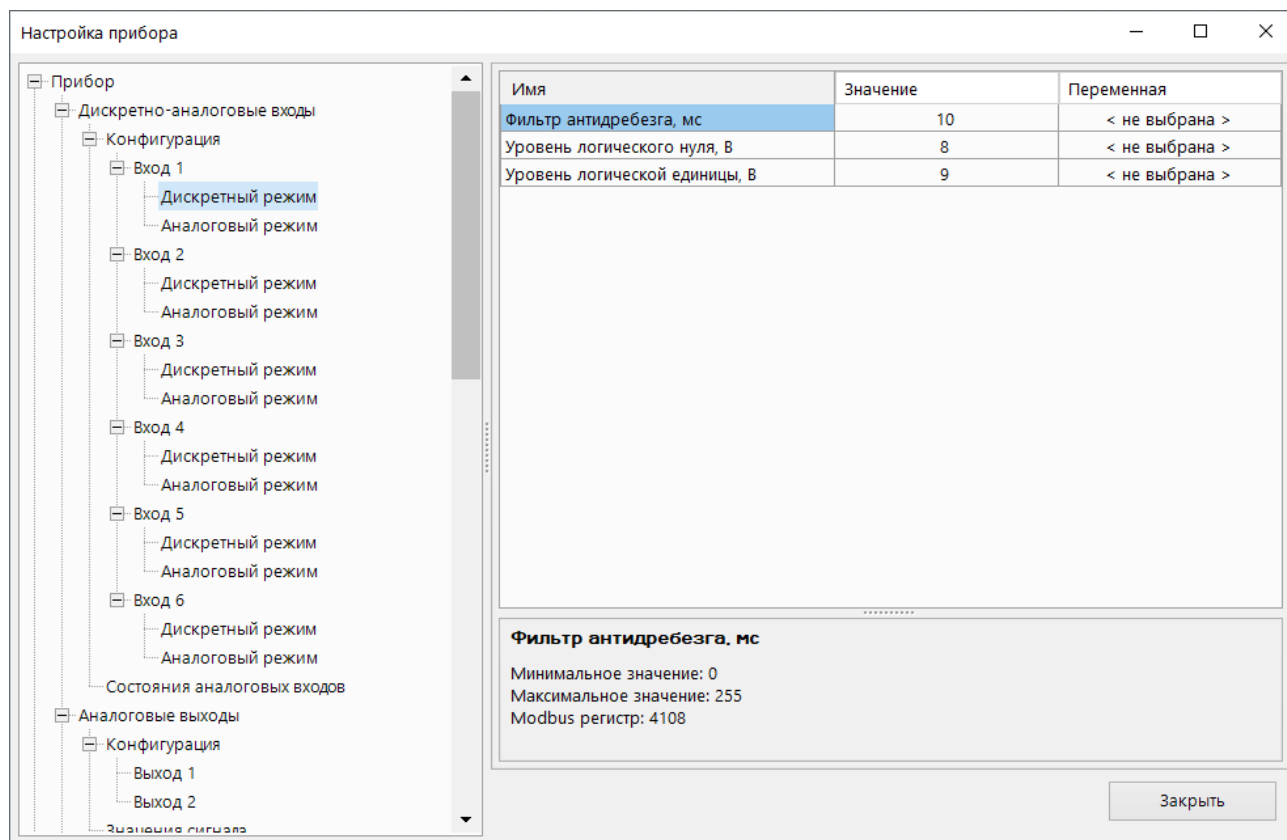 Настройка прибора
Прибор
Дискретно-аналоговые входы
Конфигурация
Вход 1
Дискретный режим
Аналоговый режим
Вход 2
Дискретный режим
Аналоговый режим
Вход 3
Дискретный режим
Аналоговый режим
Вход 4
Дискретный режим
Аналоговый режим
Вход 5
Дискретный режим
Аналоговый режим
Вход 6
Дискретный режим
Аналоговый режим
Состояния аналоговых входов
Аналоговые выходы
Конфигурация
Выход 1
Выход 2
Значения сигнала
Имя Значение Переменная
Фильтр антидребезга, мс 10 < не выбрана >
Уровень логического нуля, В 8 < не выбрана >
Уровень логической единицы, В 9 < не выбрана >
Фильтр антидребезга, мс
Минимальное значение: 0
Максимальное значение: 255
Modbus регистр: 4108
Закрыть